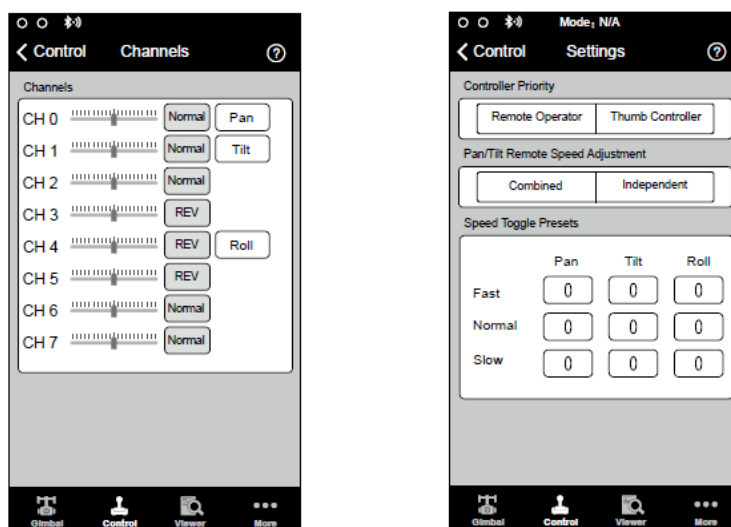 Control Channels ?
Channels
CH 0 Normal Pan
CH 1 Normal Tilt
CH 2 Normal
CH 3 REV
CH 4 REV Roll
CH 5 REV
CH 6 Normal
CH 7 Normal
Gimbal Control Viewer More
Mode; N/A
Control Settings ?
Controller Priority
Remote Operator Thumb Controller
Pan/Tilt Remote Speed Adjustment
Combined Independent
Speed Toggle Presets
Pan Tilt Roll
Fast 0 0 0
Normal 0 0 0
Slow 0 0 0
Gimbal Control Viewer More